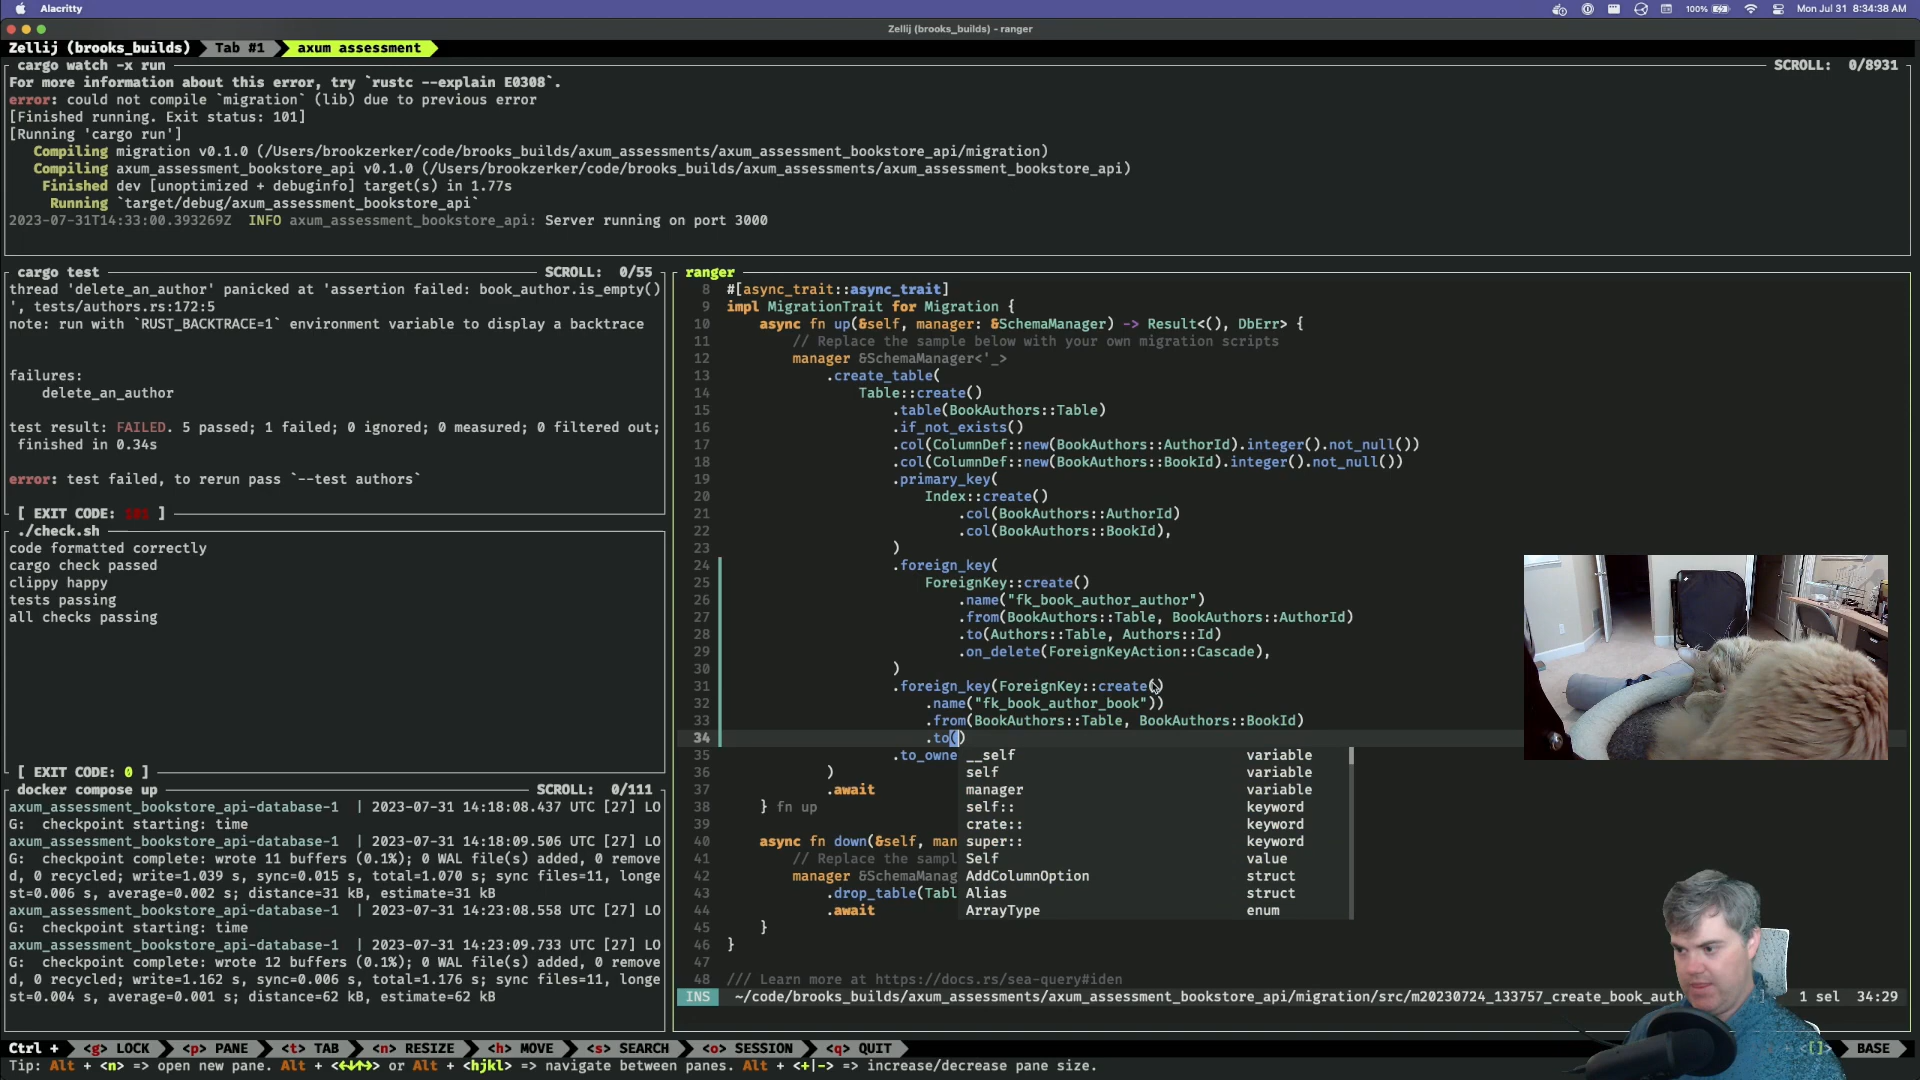 Alacritty
100%
Mon Jul 31 8:34:38 AM
Zellij (brooks_builds) - ranger
Zellij (brooks_builds) Tab #1 axum assessment
cargo watch -x run SCROLL: 0/8931
For more information about this error, try `rustc --explain E0308`.
error: could not compile `migration` (lib) due to previous error
[Finished running. Exit status: 101]
[Running 'cargo run']
Compiling migration v0.1.0 (/Users/brookzerker/code/brooks_builds/axum_assessments/axum_assessment_bookstore_api/migration)
Compiling axum_assessment_bookstore_api v0.1.0 (/Users/brookzerker/code/brooks_builds/axum_assessments/axum_assessment_bookstore_api)
Finished dev [unoptimized + debuginfo] target(s) in 1.77s
Running `target/debug/axum_assessment_bookstore_api`
2023-07-31T14:33:00.393269Z INFO axum_assessment_bookstore_api: Server running on port 3000
cargo test SCROLL: 0/55
thread 'delete_an_author' panicked at 'assertion failed: book_author.is_empty()
', tests/authors.rs:172:5
note: run with `RUST_BACKTRACE=1` environment variable to display a backtrace
failures:
delete_an_author
test result: FAILED. 5 passed; 1 failed; 0 ignored; 0 measured; 0 filtered out;
finished in 0.34s
error: test failed, to rerun pass `--test authors`
[ EXIT CODE: 101 ]
./check.sh
code formatted correctly
cargo check passed
clippy happy
tests passing
all checks passing
[ EXIT CODE: 0 ]
docker compose up SCROLL: 0/111
axum_assessment_bookstore_api-database-1 | 2023-07-31 14:18:08.437 UTC [27] LO
G: checkpoint starting: time
axum_assessment_bookstore_api-database-1 | 2023-07-31 14:18:09.506 UTC [27] LO
G: checkpoint complete: wrote 11 buffers (0.1%); 0 WAL file(s) added, 0 remove
d, 0 recycled; write=1.039 s, sync=0.015 s, total=1.070 s; sync files=11, longe
st=0.006 s, average=0.002 s; distance=31 kB, estimate=31 kB
axum_assessment_bookstore_api-database-1 | 2023-07-31 14:23:08.558 UTC [27] LO
G: checkpoint starting: time
axum_assessment_bookstore_api-database-1 | 2023-07-31 14:23:09.733 UTC [27] LO
G: checkpoint complete: wrote 12 buffers (0.1%); 0 WAL file(s) added, 0 remove
d, 0 recycled; write=1.162 s, sync=0.006 s, total=1.176 s; sync files=11, longe
st=0.004 s, average=0.001 s; distance=62 kB, estimate=62 kB
ranger
8 #[async_trait::async_trait]
9 impl MigrationTrait for Migration {
10 async fn up(&self, manager: &SchemaManager) -> Result<(), DbErr> {
11 // Replace the sample below with your own migration scripts
12 manager &SchemaManager<'_>
13 .create_table(
14 Table::create()
15 .table(BookAuthors::Table)
16 .if_not_exists()
17 .col(ColumnDef::new(BookAuthors::AuthorId).integer().not_null())
18 .col(ColumnDef::new(BookAuthors::BookId).integer().not_null())
19 .primary_key(
20 Index::create()
21 .col(BookAuthors::AuthorId)
22 .col(BookAuthors::BookId),
23 )
24 .foreign_key(
25 ForeignKey::create()
26 .name("fk_book_author_author")
27 .from(BookAuthors::Table, BookAuthors::AuthorId)
28 .to(Authors::Table, Authors::Id)
29 .on_delete(ForeignKeyAction::Cascade),
30 )
31 .foreign_key(ForeignKey::create()
32 .name("fk_book_author_book"))
33 .from(BookAuthors::Table, BookAuthors::BookId)
34 .to()
35 .to_owne __self variable
36 ) self variable
37 .await manager variable
38 } fn up self:: keyword
39 crate:: keyword
40 async fn down(&self, man super:: keyword
41 // Replace the sampl Self value
42 manager &SchemaManag AddColumnOption struct
43 .drop_table(Tabl Alias struct
44 .await ArrayType enum
45 }
46 }
47
48 /// Learn more at https://docs.rs/sea-query#iden
INS ~/code/brooks_builds/axum_assessments/axum_assessment_bookstore_api/migration/src/m20230724_133757_create_book_auth 1 sel 34:29
Ctrl + <g> LOCK <p> PANE <t> TAB <n> RESIZE <h> MOVE <s> SEARCH <o> SESSION <q> QUIT <[]> BASE
Tip: Alt + <n> => open new pane. Alt + <←↓↑→> or Alt + <hjkl> => navigate between panes. Alt + <+|-> => increase/decrease pane size.